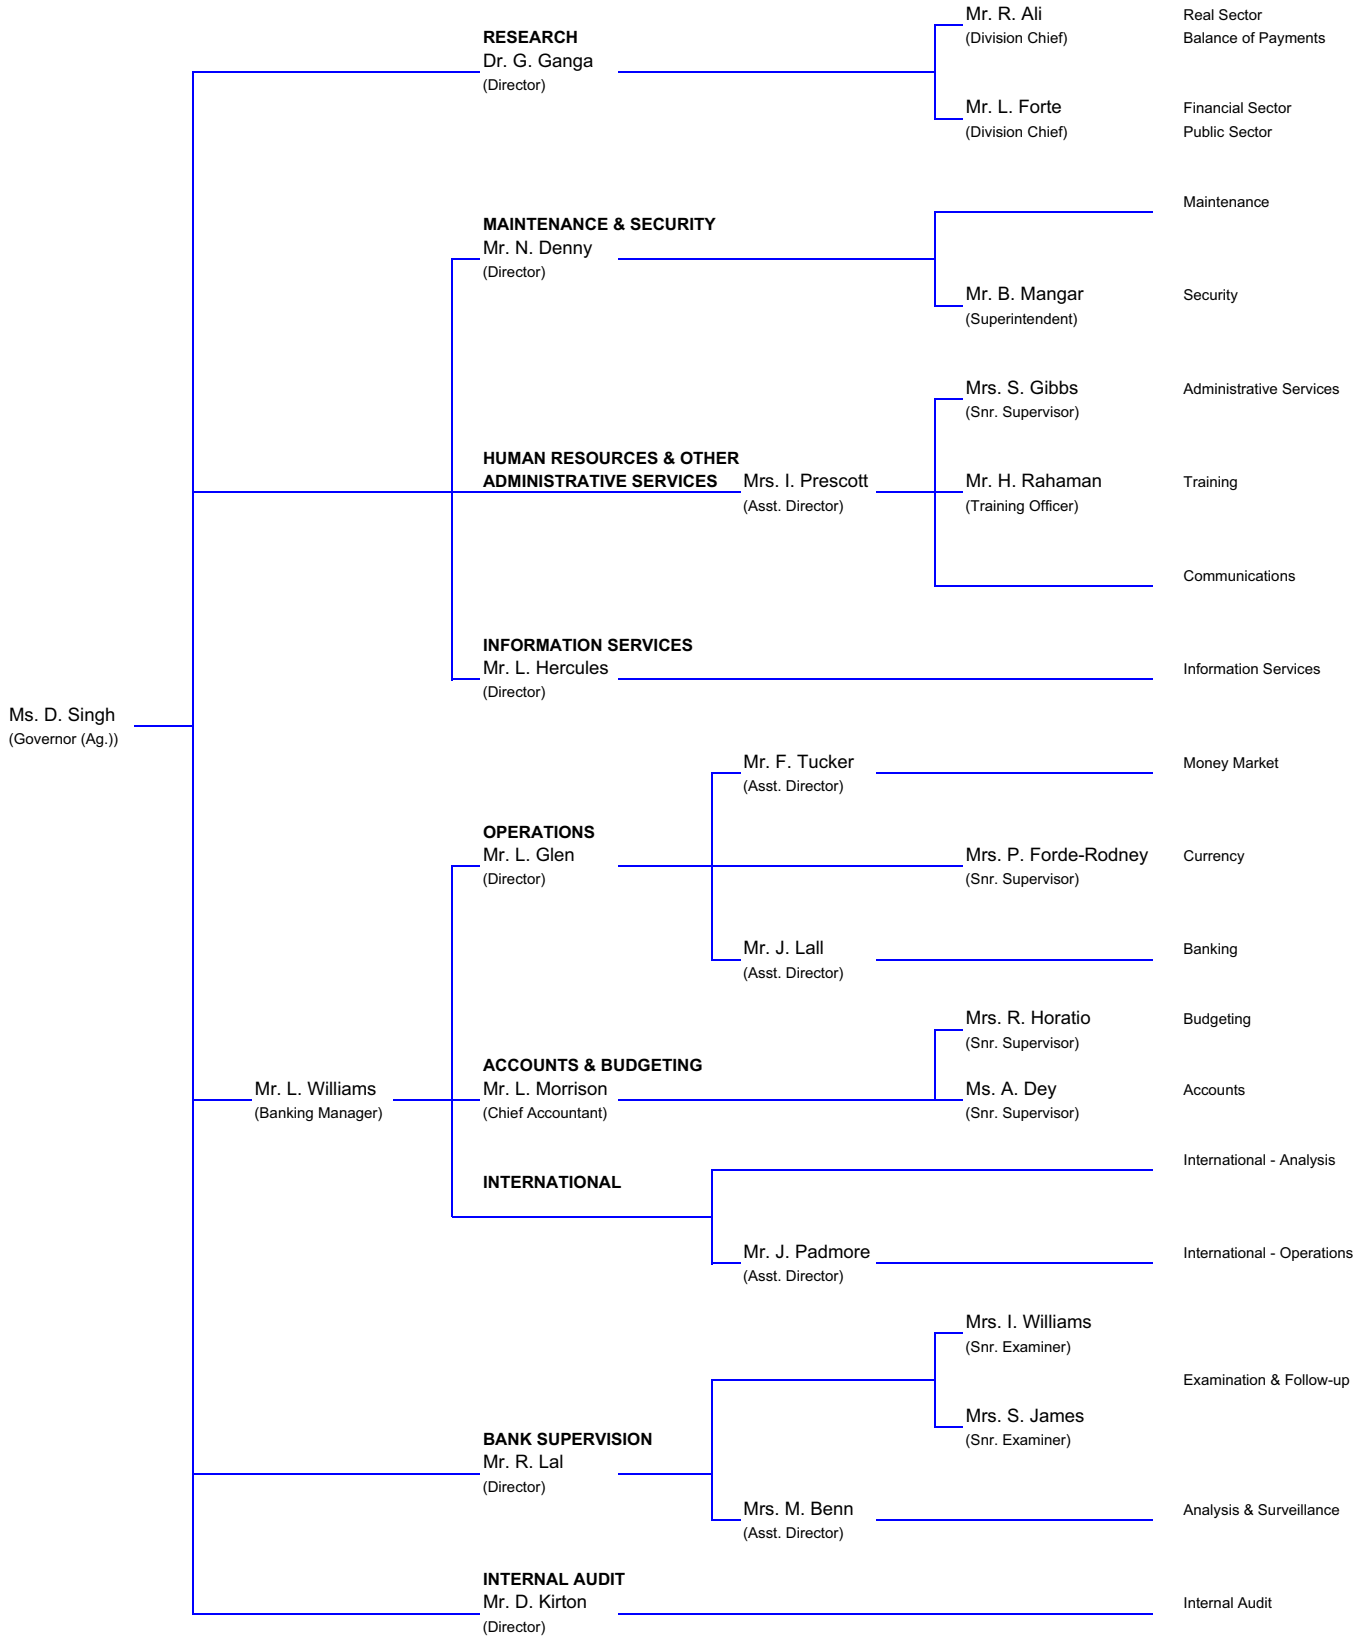 Mr. R. Ali
Real Sector
RESEARCH
(Division Chief)
Balance of Payments
Dr. G. Ganga
(Director)
Mr. L. Forte
Financial Sector
(Division Chief)
Public Sector
Maintenance
MAINTENANCE & SECURITY
Mr. N. Denny
(Director)
Mr. B. Mangar
Security
(Superintendent)
Mrs. S. Gibbs
Administrative Services
(Snr. Supervisor)
HUMAN RESOURCES & OTHER
ADMINISTRATIVE SERVICES
Mrs. I. Prescott
Mr. H. Rahaman
Training
(Asst. Director)
(Training Officer)
Communications
INFORMATION SERVICES
Mr. L. Hercules
Information Services
(Director)
Ms. D. Singh
(Governor (Ag.))
Mr. F. Tucker
Money Market
(Asst. Director)
OPERATIONS
Mr. L. Glen
Mrs. P. Forde-Rodney
Currency
(Director)
(Snr. Supervisor)
Mr. J. Lall
Banking
(Asst. Director)
Mrs. R. Horatio
Budgeting
(Snr. Supervisor)
ACCOUNTS & BUDGETING
Mr. L. Williams
Mr. L. Morrison
Ms. A. Dey
Accounts
(Banking Manager)
(Chief Accountant)
(Snr. Supervisor)
International - Analysis
INTERNATIONAL
Mr. J. Padmore
International - Operations
(Asst. Director)
Mrs. I. Williams
(Snr. Examiner)
Examination & Follow-up
Mrs. S. James
(Snr. Examiner)
BANK SUPERVISION
Mr. R. Lal
(Director)
Mrs. M. Benn
Analysis & Surveillance
(Asst. Director)
INTERNAL AUDIT
Mr. D. Kirton
Internal Audit
(Director)